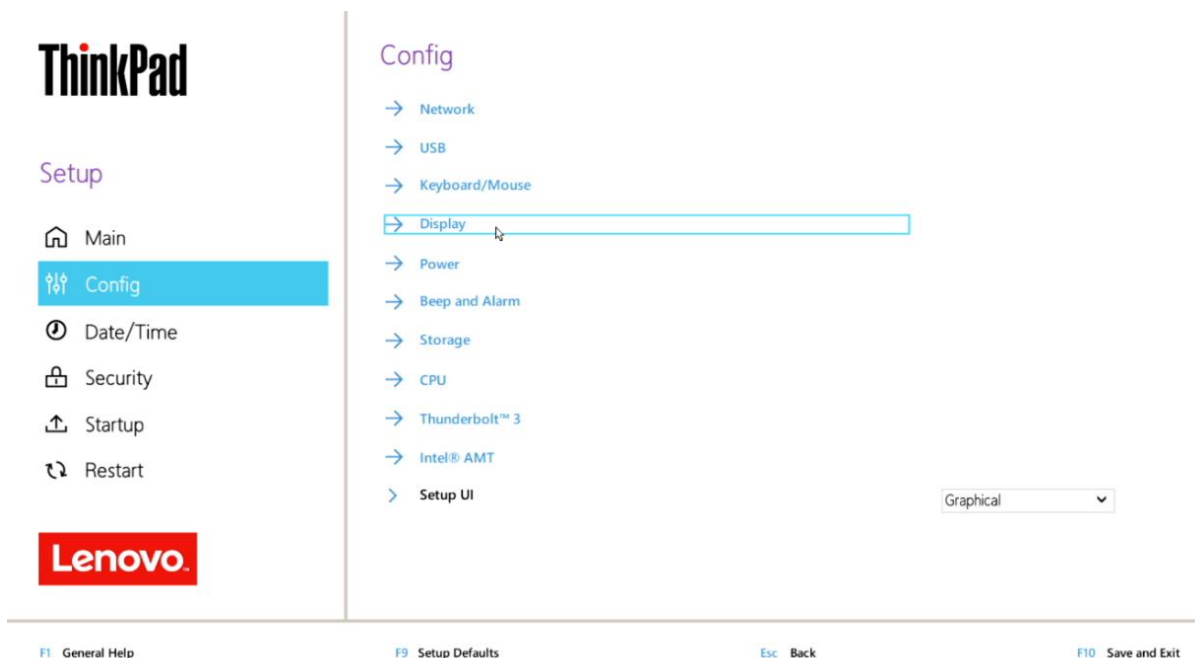 ThinkPad
Setup
Main
Config
Date/Time
Security
Startup
Restart
Lenovo™
Config
Network
USB
Keyboard/Mouse
Display
Power
Beep and Alarm
Storage
CPU
Thunderbolt™ 3
Intel® AMT
Setup UI Graphical
F1 General Help F9 Setup Defaults Esc Back F10 Save and Exit